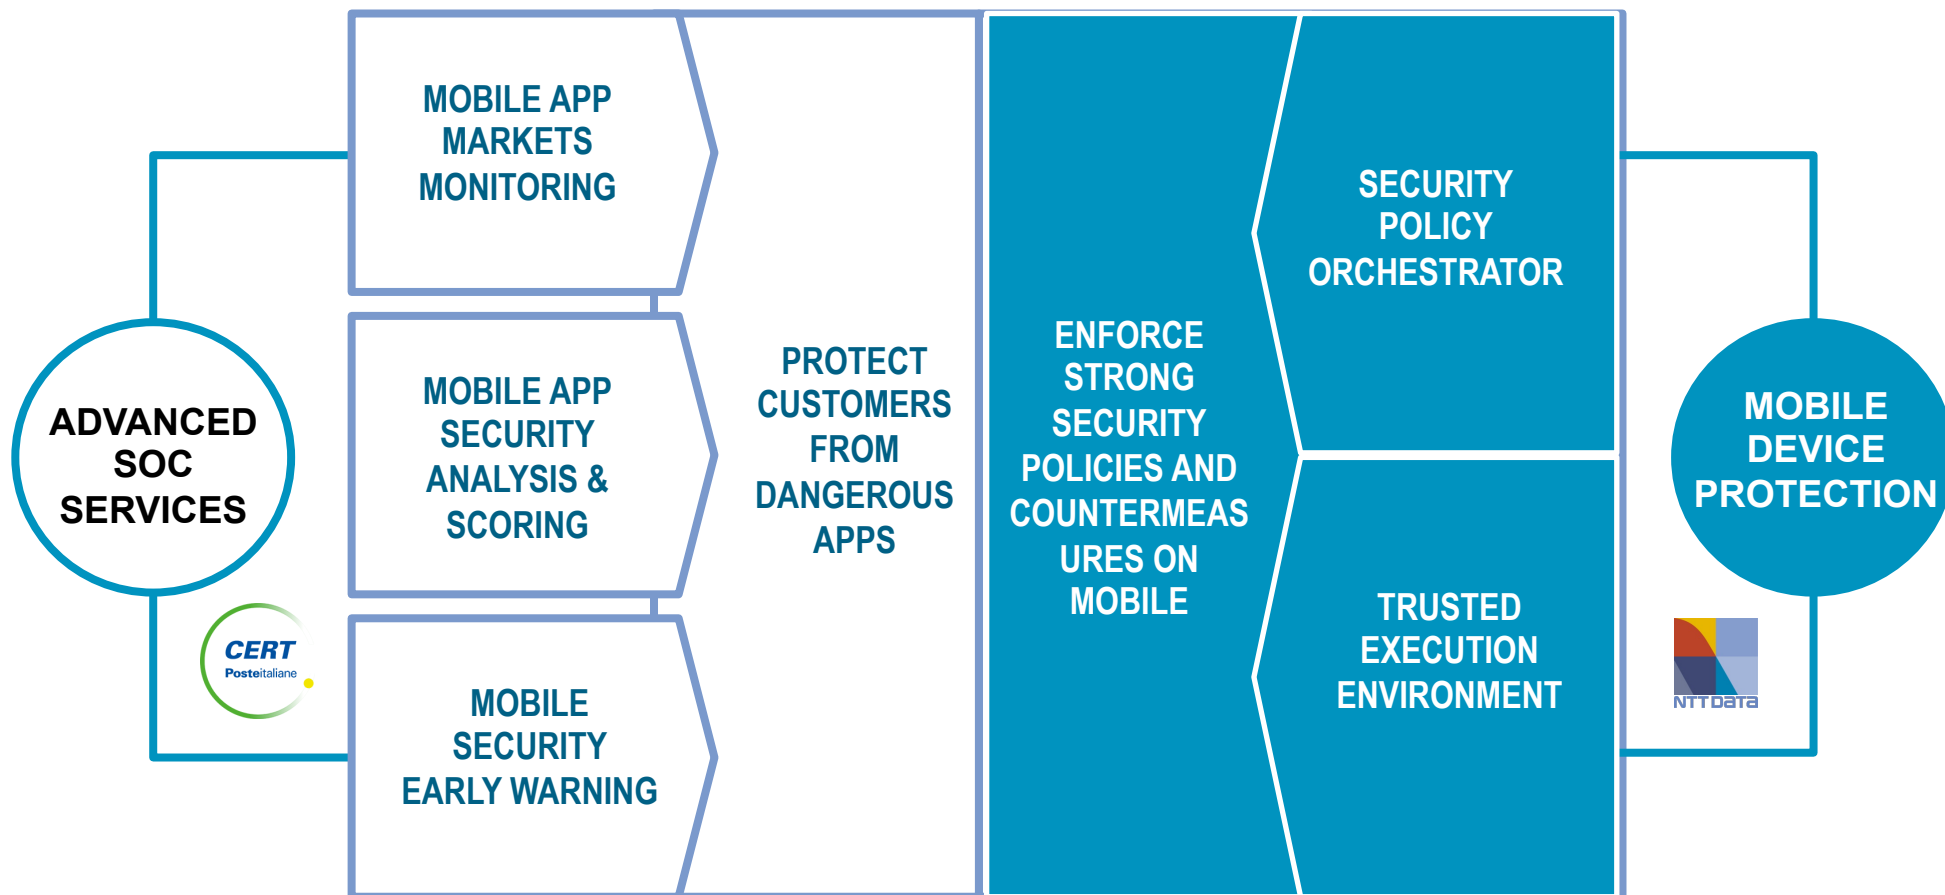 ADVANCED
SOC
SERVICES
CERT
Posteitaliane
MOBILE APP
MARKETS
MONITORING
MOBILE APP
SECURITY
ANALYSIS &
SCORING
MOBILE
SECURITY
EARLY WARNING
PROTECT
CUSTOMERS
FROM
DANGEROUS
APPS
ENFORCE
STRONG
SECURITY
POLICIES AND
COUNTERMEAS
URES ON
MOBILE
SECURITY
POLICY
ORCHESTRATOR
TRUSTED
EXECUTION
ENVIRONMENT
MOBILE
DEVICE
PROTECTION
NTT DATA